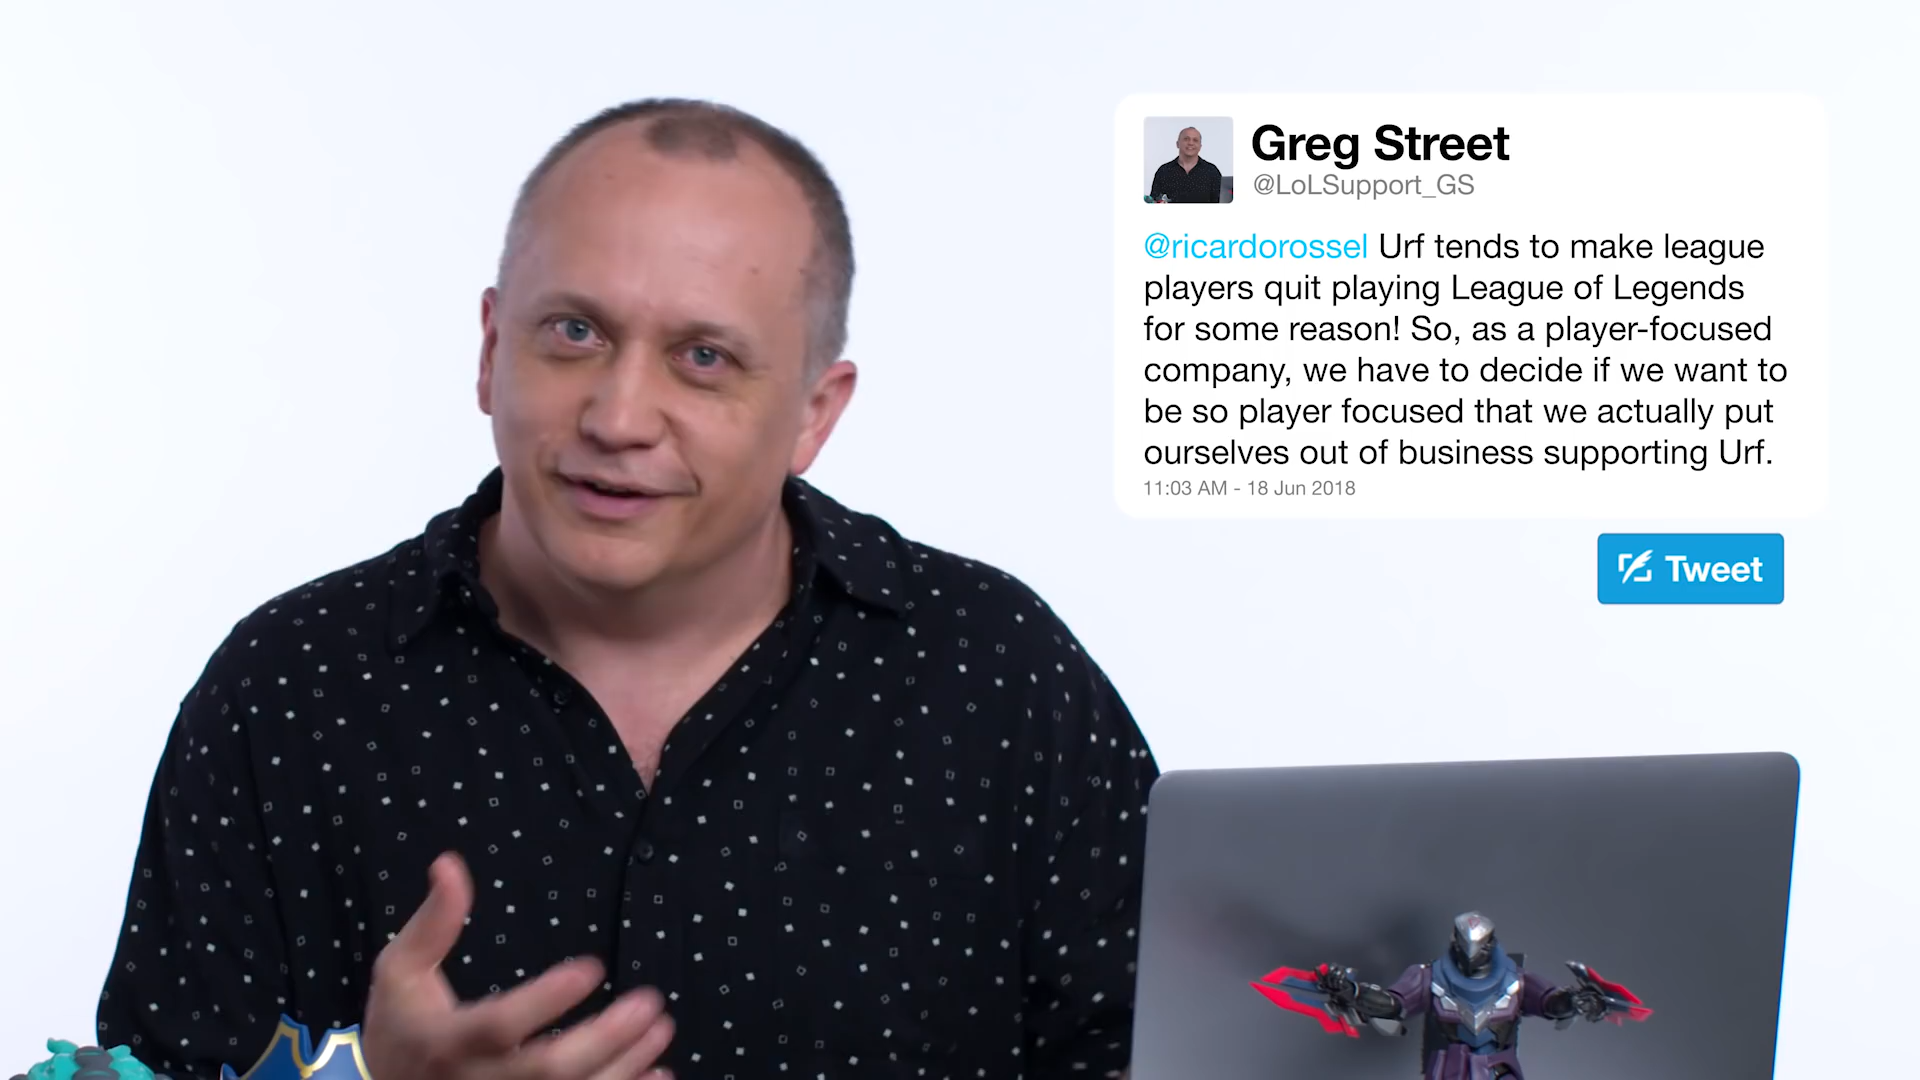 Greg Street
@LoLSupport_GS
@ricardorossel Urf tends to make league
players quit playing League of Legends
for some reason! So, as a player-focused
company, we have to decide if we want to
be so player focused that we actually put
ourselves out of business supporting Urf.
11:03 AM - 18 Jun 2018
Tweet